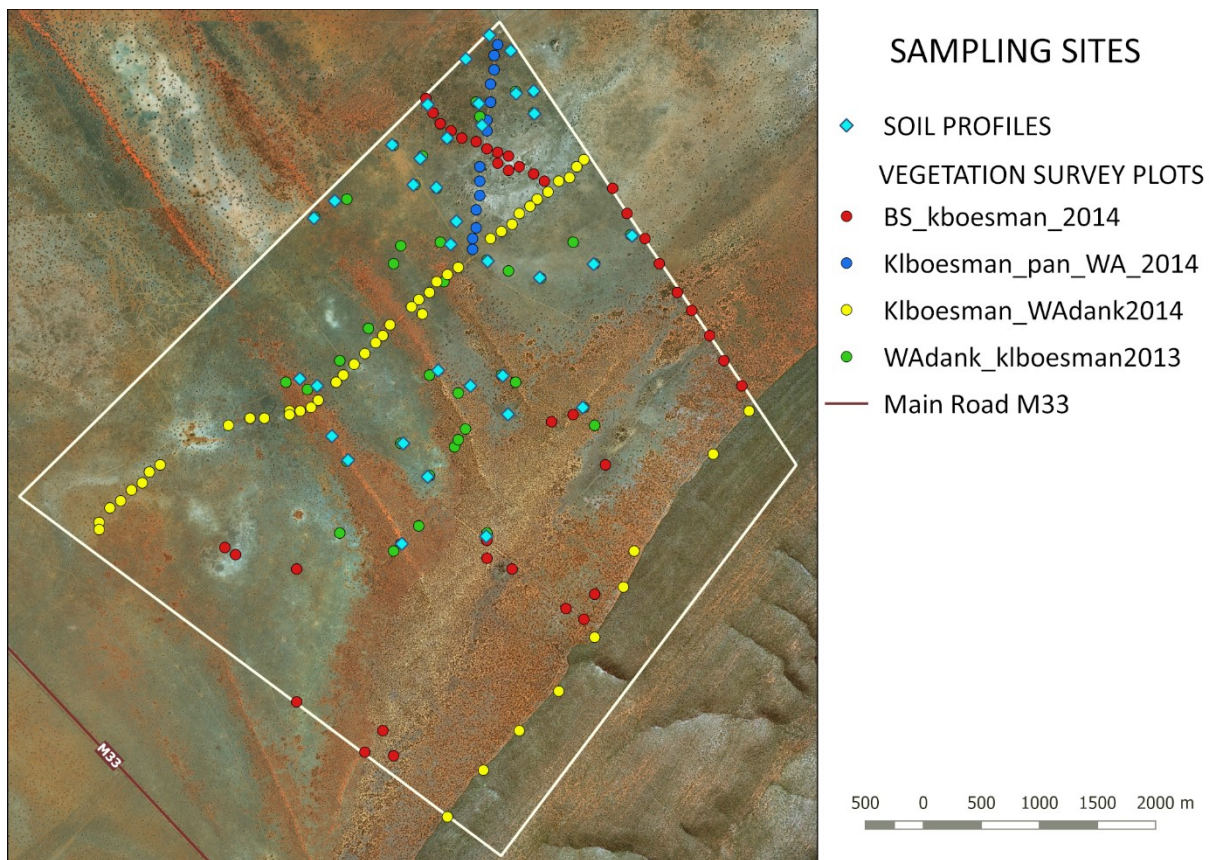 SAMPLING SITES
SOIL PROFILES
VEGETATION SURVEY PLOTS
BS_kboesman_2014
Klboesman_pan_WA_2014
Klboesman_WAdank2014
WAdank_klboesman2013
Main Road M33
M33
500 0 500 1000 1500 2000 m